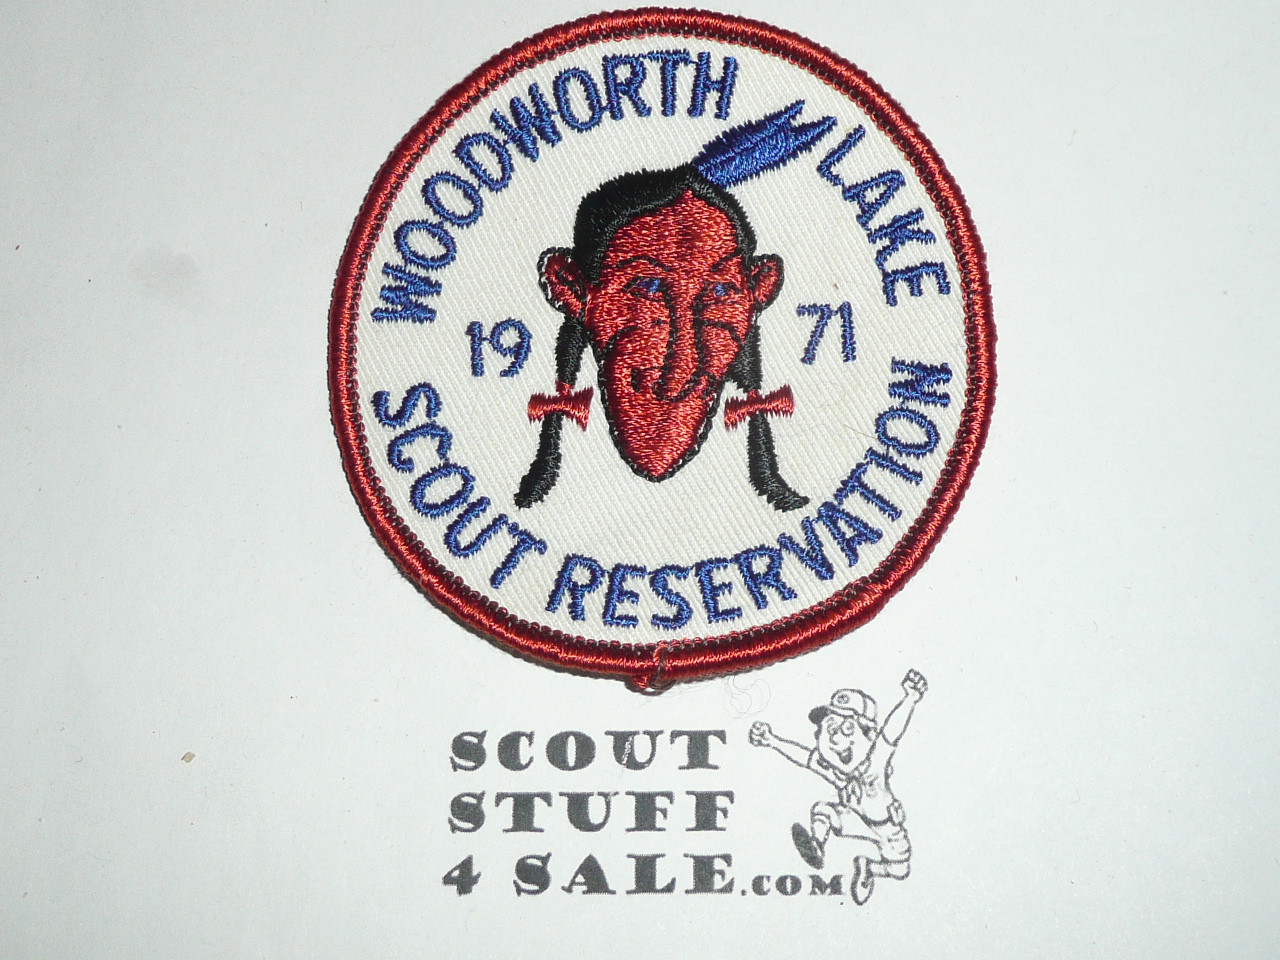 WOODWORTH LAKE
19 71
SCOUT RESERVATION
SCOUT
STUFF
4 SALE.COM